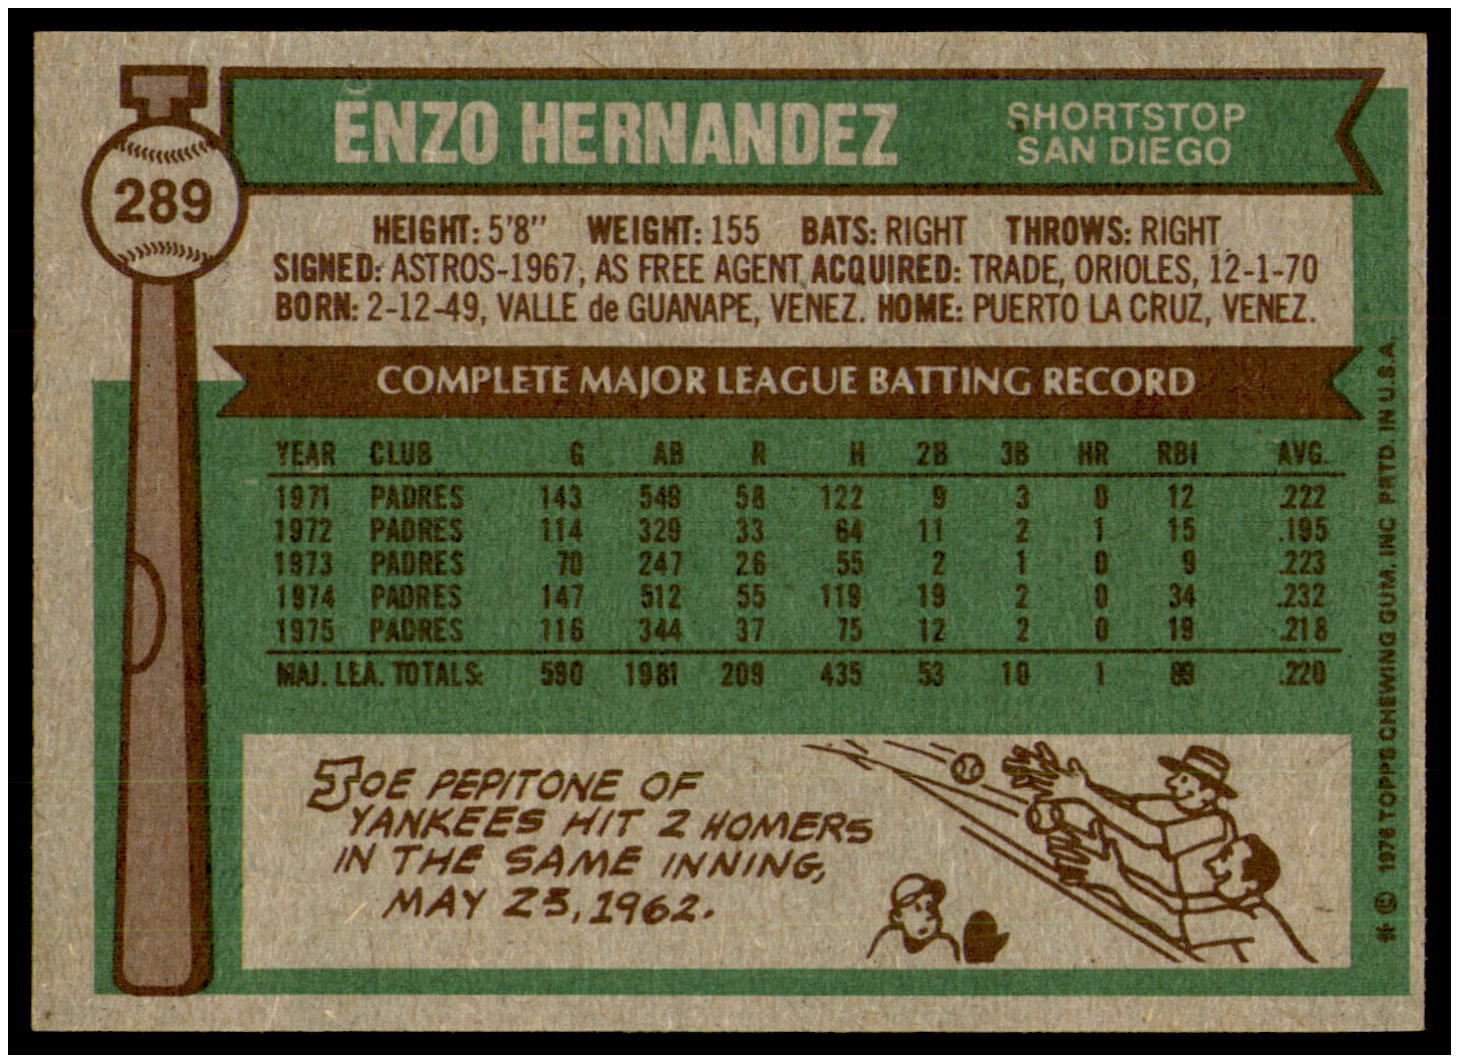 289
ENZO HERNANDEZ
SHORTSTOP
SAN DIEGO
HEIGHT: 5'8" WEIGHT: 155 BATS: RIGHT THROWS: RIGHT
SIGNED: ASTROS-1967, AS FREE AGENT ACQUIRED: TRADE, ORIOLES, 12-1-70
BORN: 2-12-49, VALLE de GUANAPE, VENEZ. HOME: PUERTO LA CRUZ, VENEZ.
COMPLETE MAJOR LEAGUE BATTING RECORD
YEAR CLUB G AB R H 2B 3B HR RBI AVG.
1971 PADRES 143 549 58 122 9 3 0 12 .222
1972 PADRES 114 329 33 64 11 2 1 15 .195
1973 PADRES 70 247 26 55 2 1 0 9 .223
1974 PADRES 147 512 55 119 19 2 0 34 .232
1975 PADRES 116 344 37 75 12 2 0 19 .218
MAJ. LEA. TOTALS: 590 1981 209 435 53 10 1 89 .220
JOE PEPITONE OF
YANKEES HIT 2 HOMERS
IN THE SAME INNING,
MAY 23, 1962.
© 1976 TOPPS CHEWING GUM, INC PRTD. IN U.S.A.